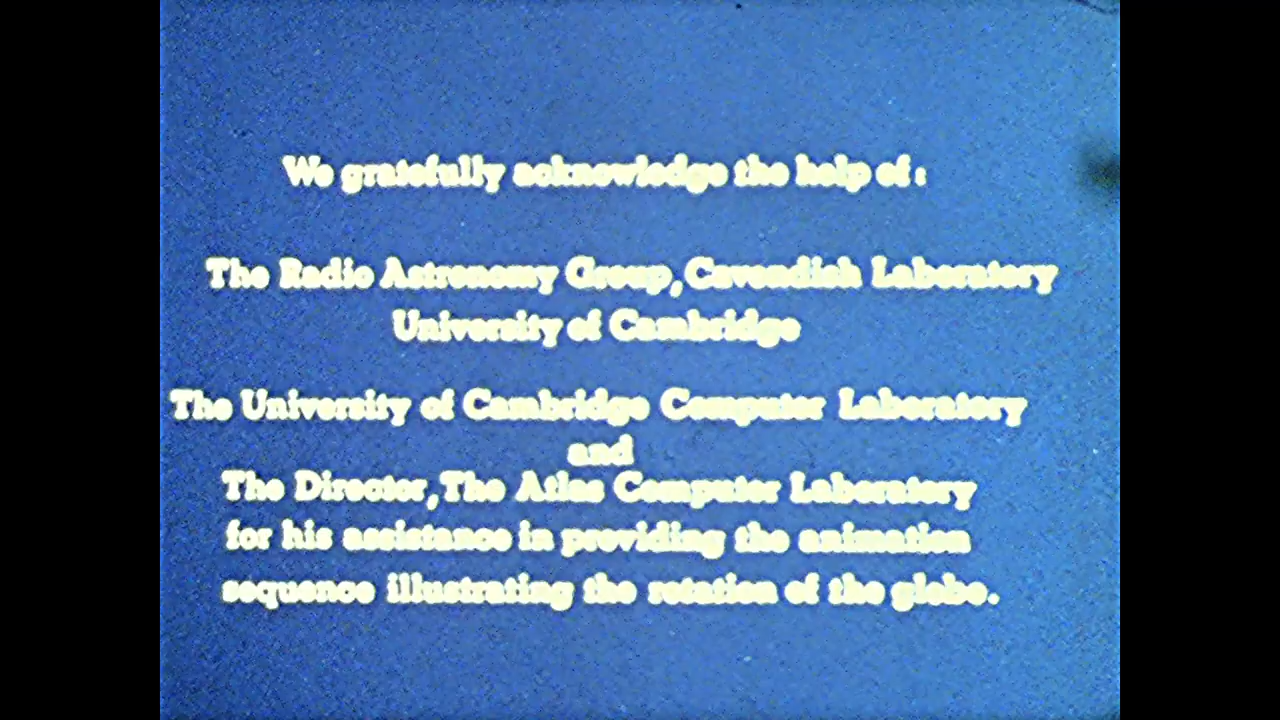 We gratefully acknowledge the help of:
The Radio Astronomy Group, Cavendish Laboratory
University of Cambridge
The University of Cambridge Computer Laboratory
and
The Director, The Atlas Computer Laboratory
for his assistance in providing the animation
sequence illustrating the rotation of the globe.